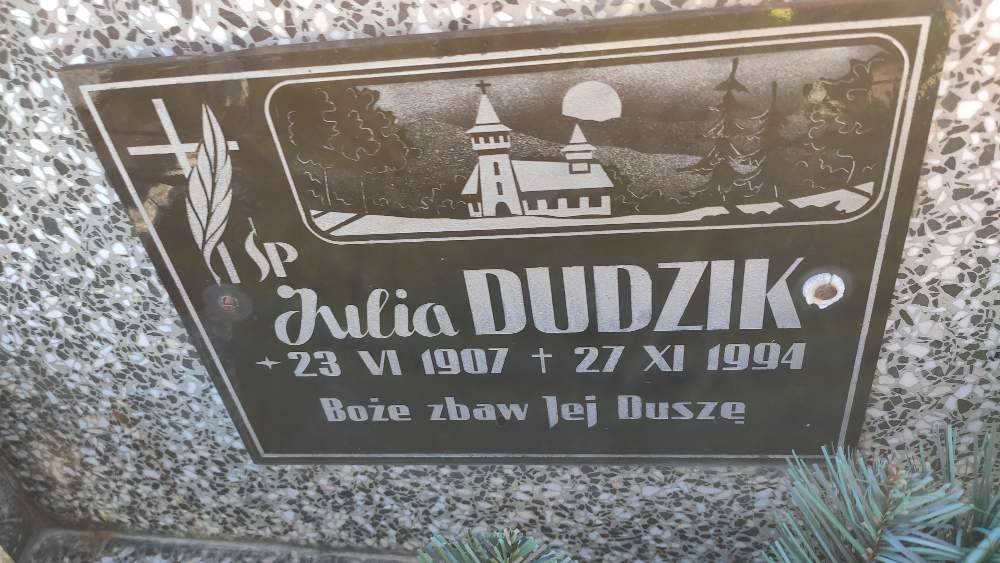 ŚP
Julia DUDZIK
23 VI 1907 † 27 XI 1994
Boże zbaw Jej Duszę